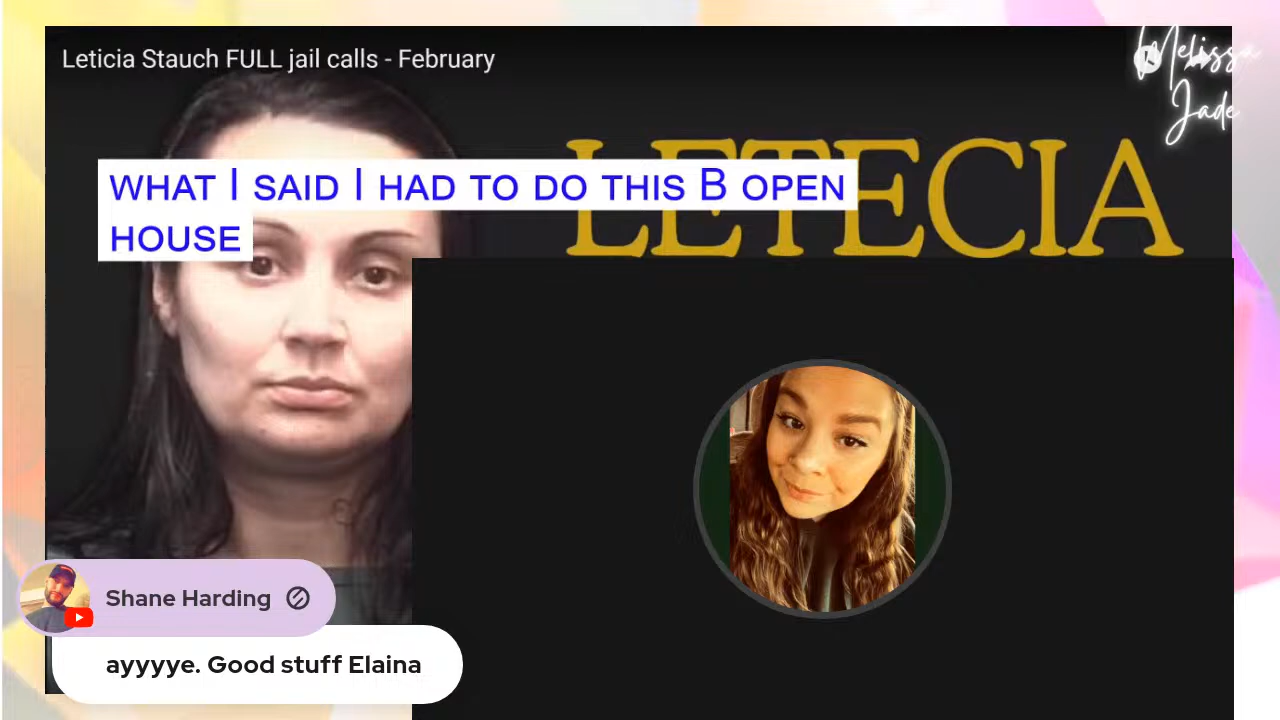 Leticia Stauch FULL jail calls - February
Melissa
Jade
LETECIA
WHAT I SAID I HAD TO DO THIS B OPEN
HOUSE
Shane Harding
ayyyye. Good stuff Elaina